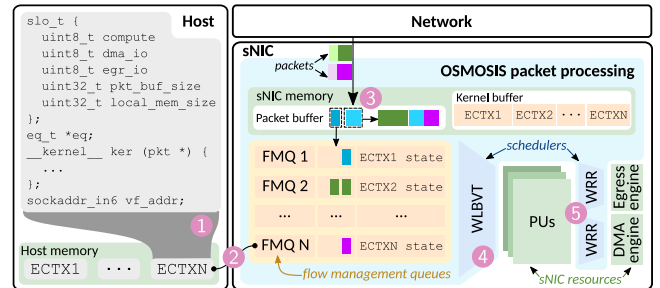 Host
slo_t {
uint8_t compute
uint8_t dma_io
uint8_t egr_io
uint32_t pkt_buf_size
uint32_t local_mem_size
};
eq_t *eq;
__kernel__ ker (pkt *) {
...
};
sockaddr_in6 vf_addr;
1
Host memory
ECTX1
...
ECTXN
2
Network
sNIC
packets
3
OSMOSIS packet processing
sNIC memory
Packet buffer
Kernel buffer
ECTX1
ECTX2
...
ECTXN
FMQ 1
ECTX1 state
FMQ 2
ECTX2 state
...
...
...
FMQ N
ECTXN state
flow management queues
schedulers
WLBVT
4
PUs
5
WRR
WRR
Egress
engine
DMA
engine
sNIC resources